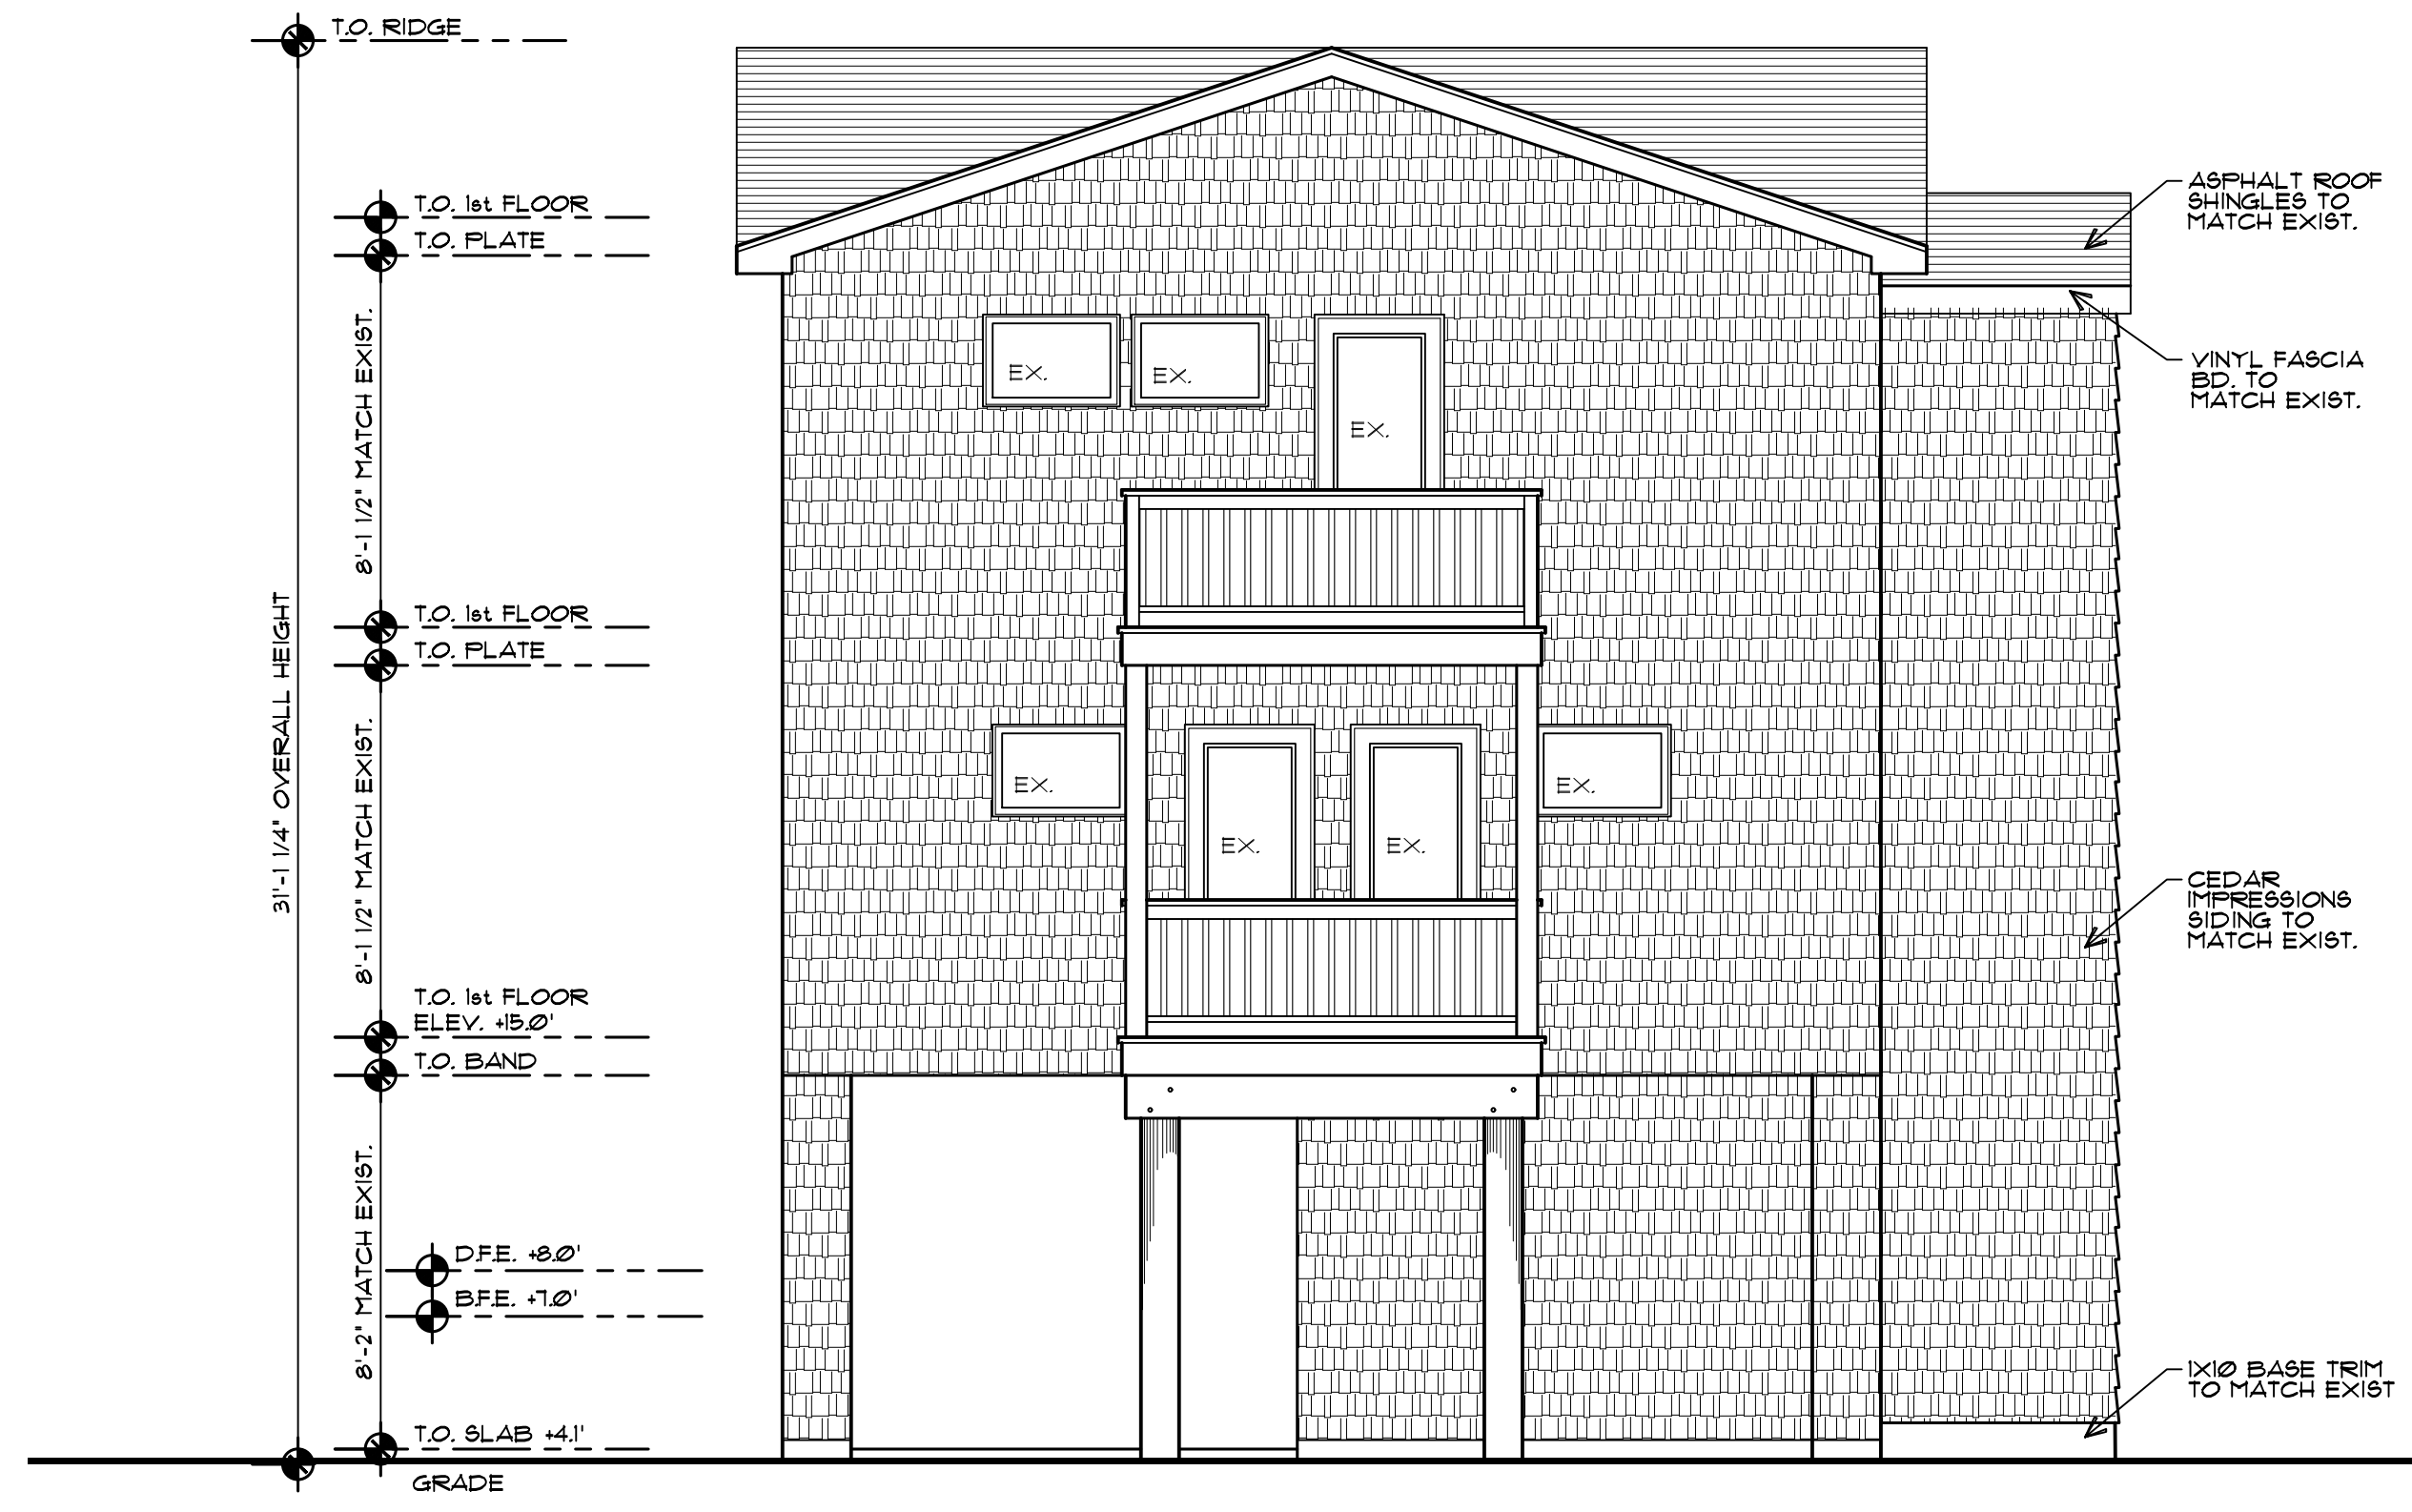 T.O. RIDGE
T.O. 1st FLOOR
T.O. PLATE
8'-1 1/2" MATCH EXIST.
T.O. 1st FLOOR
T.O. PLATE
31'-1 1/4" OVERALL HEIGHT
8'-1 1/2" MATCH EXIST.
T.O. 1st FLOOR
ELEV. +15.0'
T.O. BAND
8'-2" MATCH EXIST.
D.F.E. +8.0'
B.F.E. +7.0'
T.O. SLAB +4.1'
GRADE
EX.
EX.
EX.
EX.
EX.
EX.
EX.
ASPHALT ROOF
SHINGLES TO
MATCH EXIST.
VINYL FASCIA
BD. TO
MATCH EXIST.
CEDAR
IMPRESSIONS
SIDING TO
MATCH EXIST.
1X10 BASE TRIM
TO MATCH EXIST